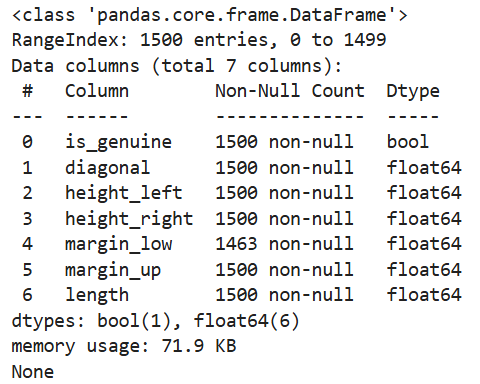 <class 'pandas.core.frame.DataFrame'>
RangeIndex: 1500 entries, 0 to 1499
Data columns (total 7 columns):
 #   Column        Non-Null Count  Dtype
---  ------        --------------  -----
 0   is_genuine    1500 non-null   bool
 1   diagonal      1500 non-null   float64
 2   height_left   1500 non-null   float64
 3   height_right  1500 non-null   float64
 4   margin_low    1463 non-null   float64
 5   margin_up     1500 non-null   float64
 6   length        1500 non-null   float64
dtypes: bool(1), float64(6)
memory usage: 71.9 KB
None